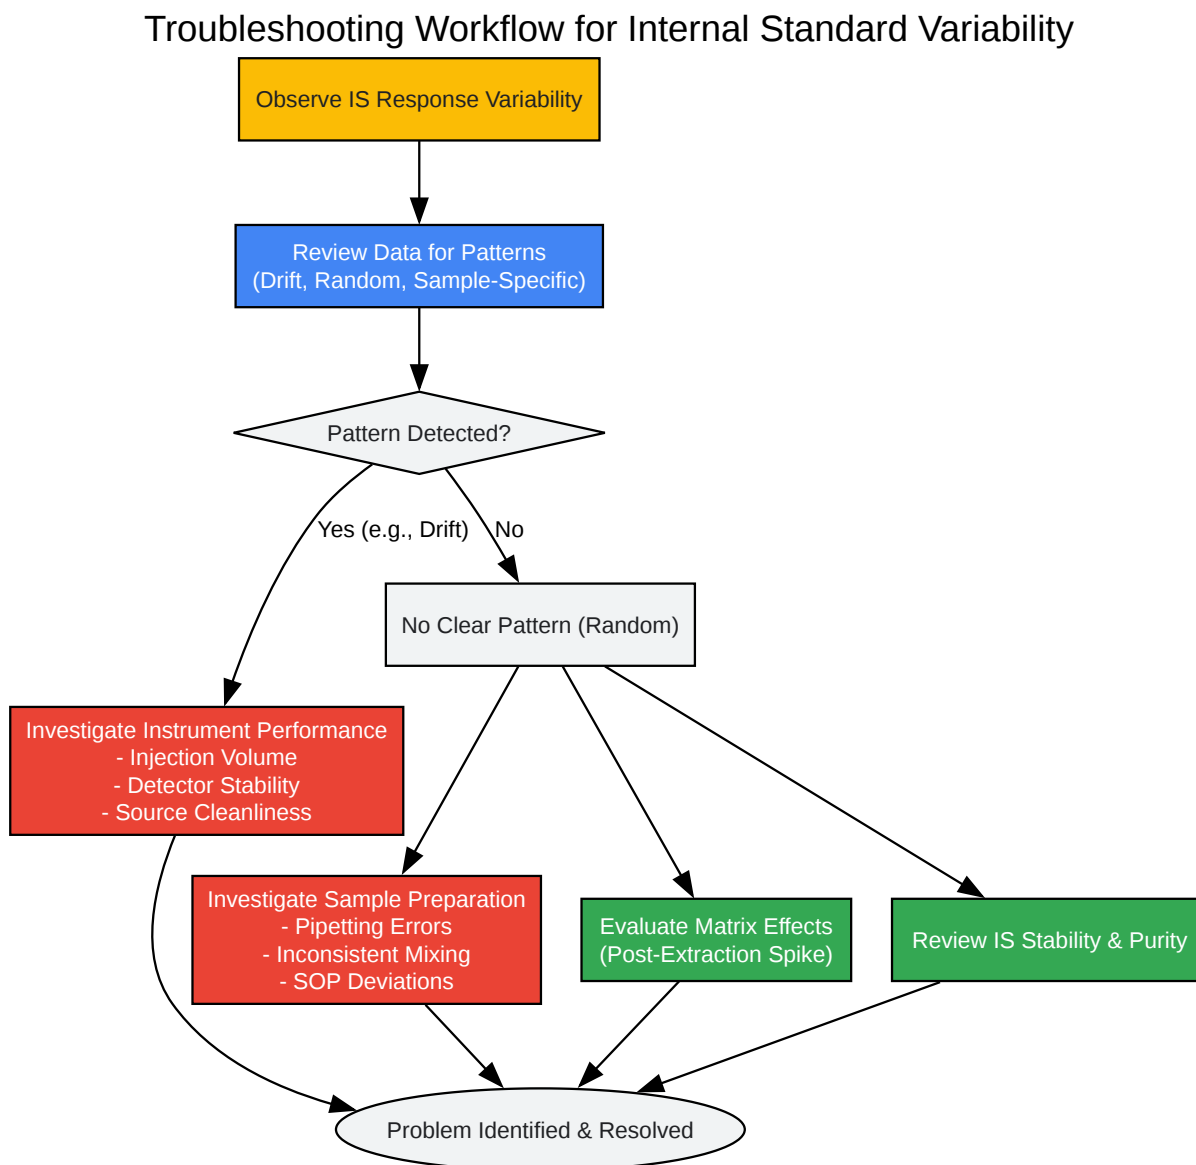 Troubleshooting Workflow for Internal Standard Variability
Observe IS Response Variability
Review Data for Patterns
(Drift, Random, Sample-Specific)
Pattern Detected?
Yes (e.g., Drift)
No
No Clear Pattern (Random)
Investigate Instrument Performance
- Injection Volume
- Detector Stability
- Source Cleanliness
Investigate Sample Preparation
- Pipetting Errors
- Inconsistent Mixing
- SOP Deviations
Evaluate Matrix Effects
(Post-Extraction Spike)
Review IS Stability & Purity
Problem Identified & Resolved